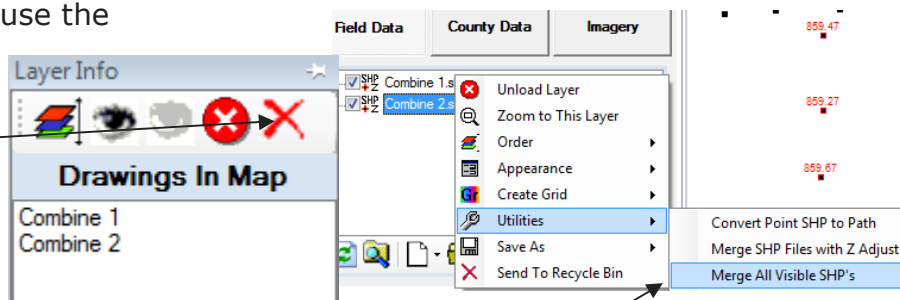 use the
Layer Info
Drawings In Map
Combine 1
Combine 2
Field Data
County Data
Imagery
SHP +Z Combine 1.s
SHP +Z Combine 2.s
Unload Layer
Zoom to This Layer
Order
Appearance
Gr Create Grid
Utilities
Save As
Send To Recycle Bin
Convert Point SHP to Path
Merge SHP Files with Z Adjust
Merge All Visible SHP's
859.47
859.27
859.67